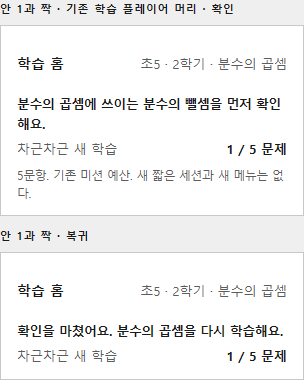 안 1과 짝 · 기존 학습 플레이어 머리 · 확인
학습 홈 초5 · 2학기 · 분수의 곱셈
분수의 곱셈에 쓰이는 분수의 뺄셈을 먼저 확인
해요.
차근차근 새 학습 1 / 5 문제
5문항. 기존 미션 예산. 새 짧은 세션과 새 메뉴는 없
다.
안 1과 짝 · 복귀
학습 홈 초5 · 2학기 · 분수의 곱셈
확인을 마쳤어요. 분수의 곱셈을 다시 학습해요.
차근차근 새 학습 1 / 5 문제